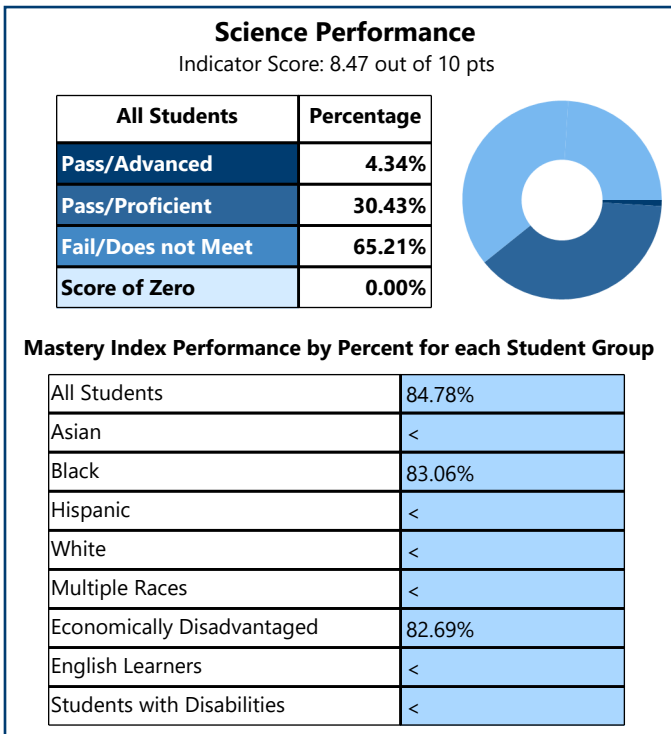 Science Performance
Indicator Score: 8.47 out of 10 pts
All Students Percentage
Pass/Advanced 4.34%
Pass/Proficient 30.43%
Fail/Does not Meet 65.21%
Score of Zero 0.00%
Mastery Index Performance by Percent for each Student Group
All Students 84.78%
Asian <
Black 83.06%
Hispanic <
White <
Multiple Races <
Economically Disadvantaged 82.69%
English Learners <
Students with Disabilities <